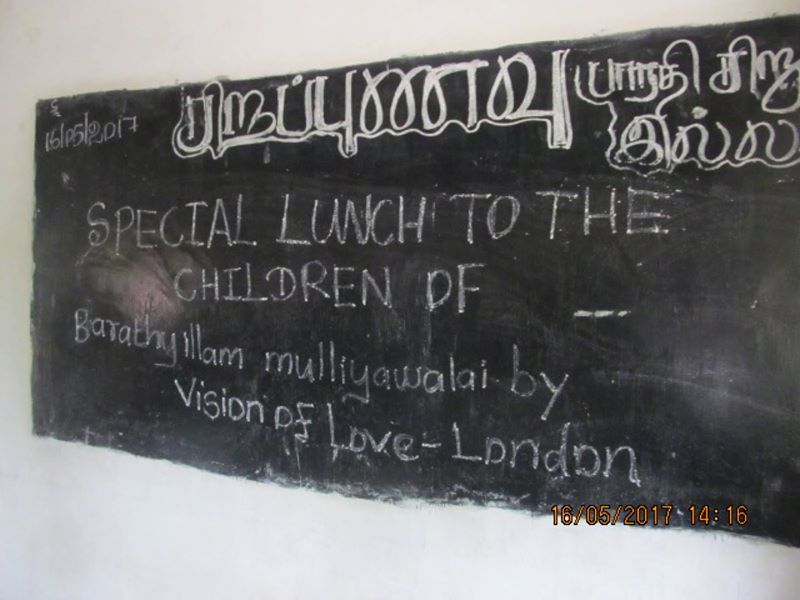 16/05/2017
சிறப்புணவு
பாரதி சிறு
இல்ல
SPECIAL LUNCH TO THE
CHILDREN OF
Barathy illam mulliyawalai by
Vision of Love-London
16/05/2017 14:16